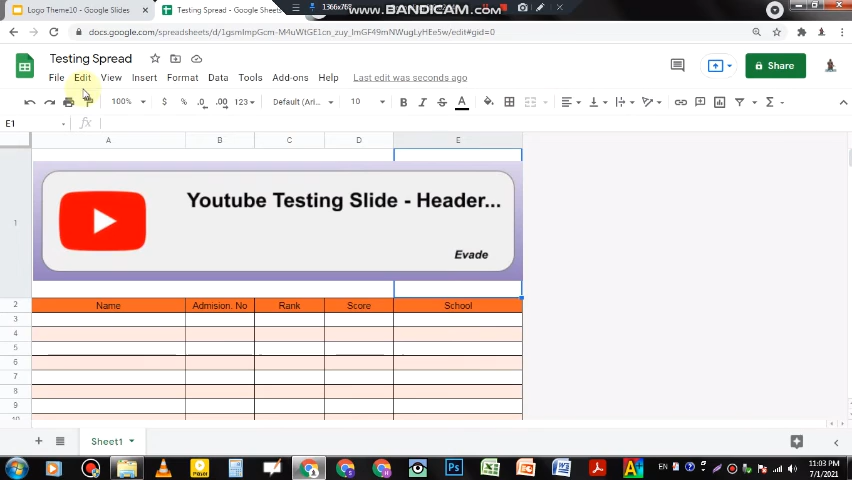 Logo Theme10 - Google Slides
Testing Spread - Google Sheets
1366x768
WWW.BANDICAM.COM
docs.google.com/spreadsheets/d/1gsmImpGcm-M4uWtGE1cn_zuy_ImGF49mNWugLyHEe5w/edit#gid=0
Testing Spread
File Edit View Insert Format Data Tools Add-ons Help Last edit was seconds ago
Share
100% $ % .0 .00 123 Default (Ari... 10 B I S A
E1 fx
A B C D E
1
Youtube Testing Slide - Header...
Evade
2 Name Admision. No Rank Score School
3
4
5
6
7
8
9
10
Sheet1
EN
11:03 PM
7/1/2021